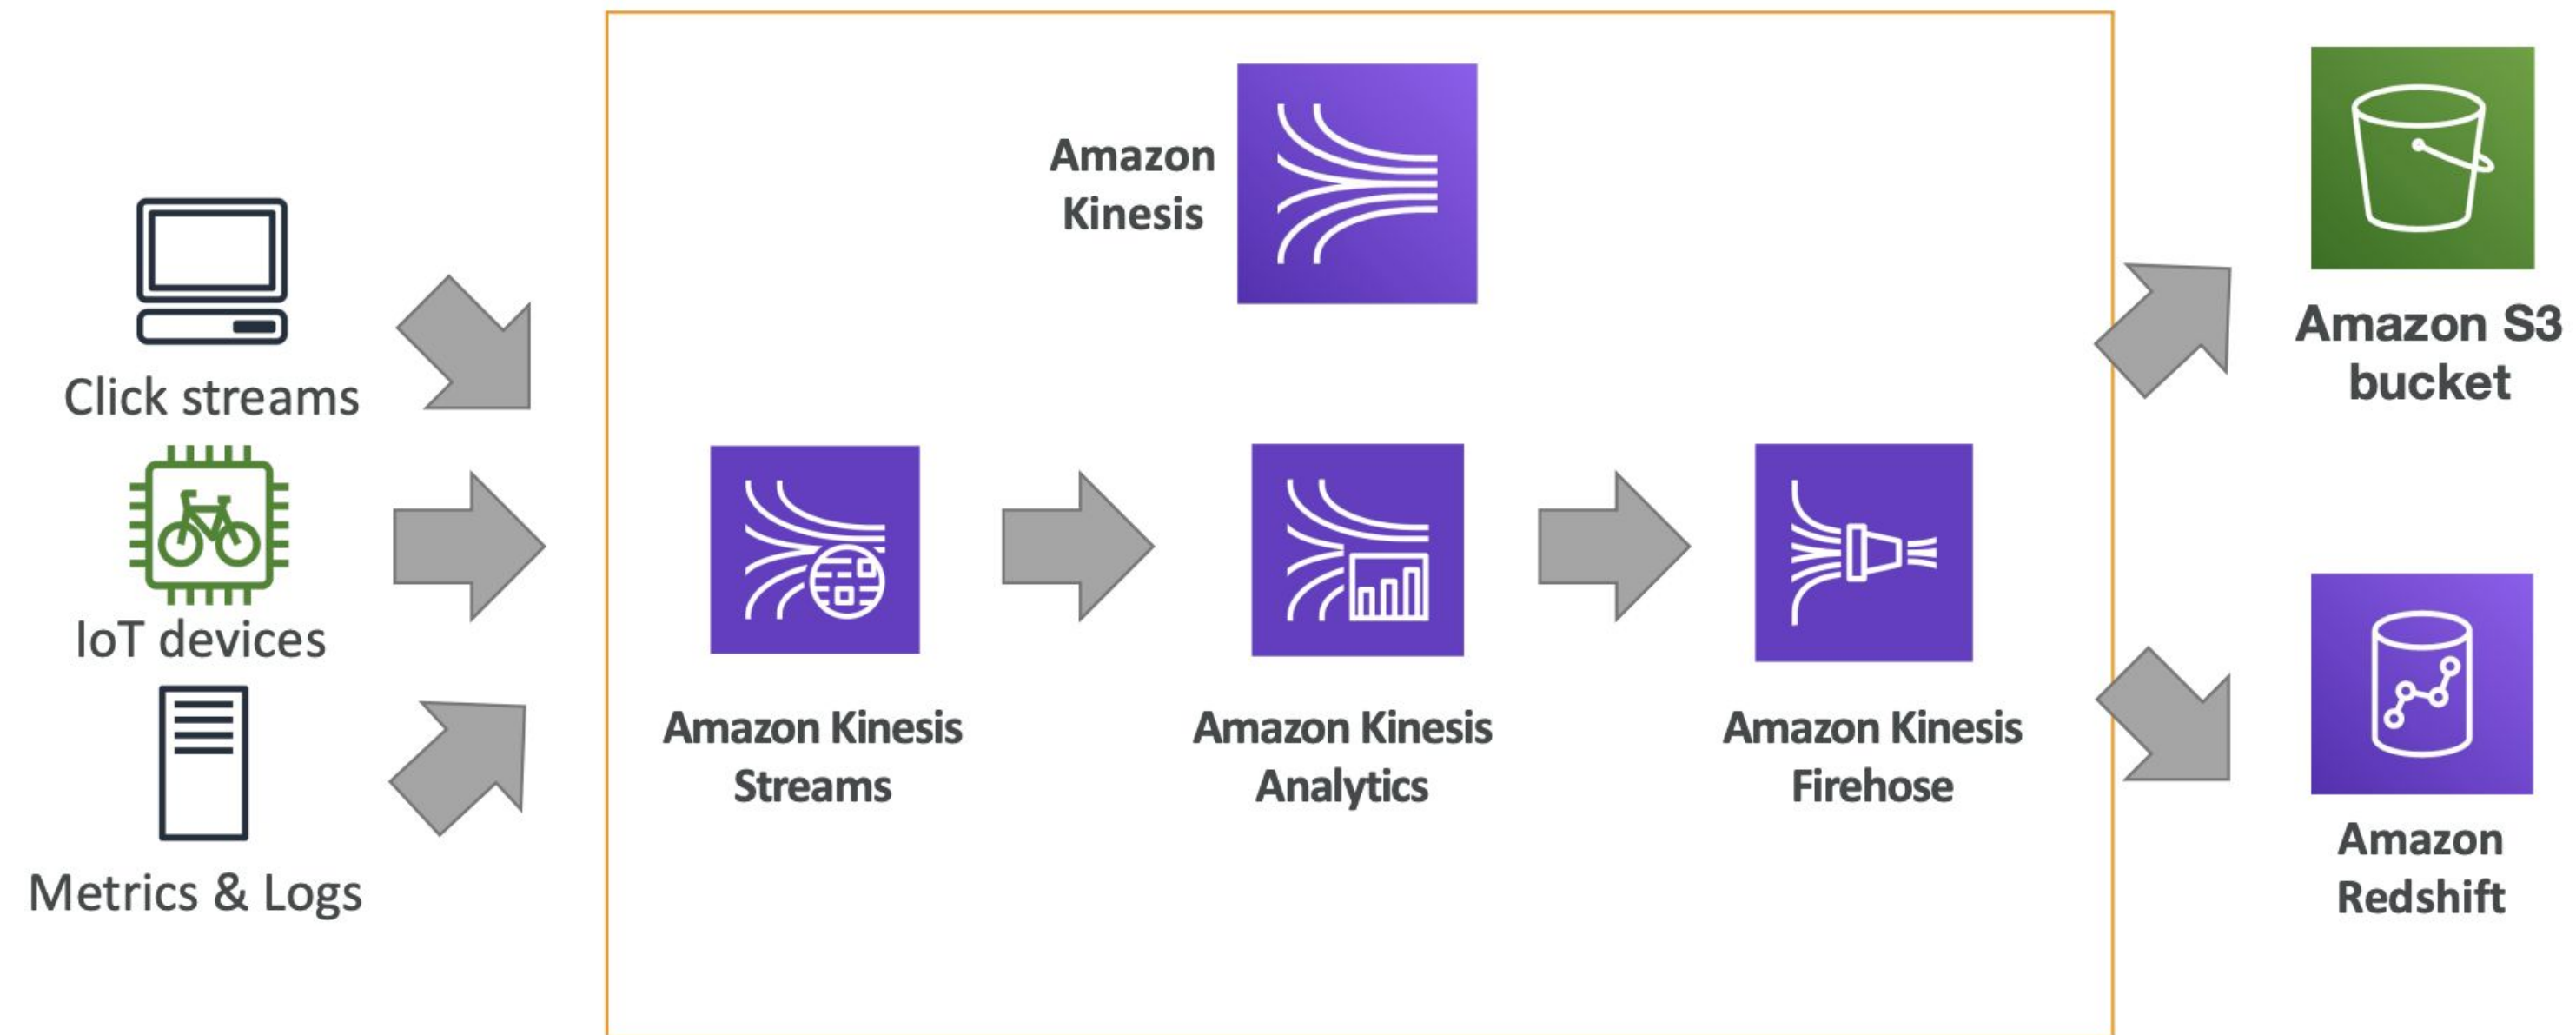 Click streams
IoT devices
Metrics & Logs
Amazon
Kinesis
Amazon Kinesis
Streams
Amazon Kinesis
Analytics
Amazon Kinesis
Firehose
Amazon S3
bucket
Amazon
Redshift